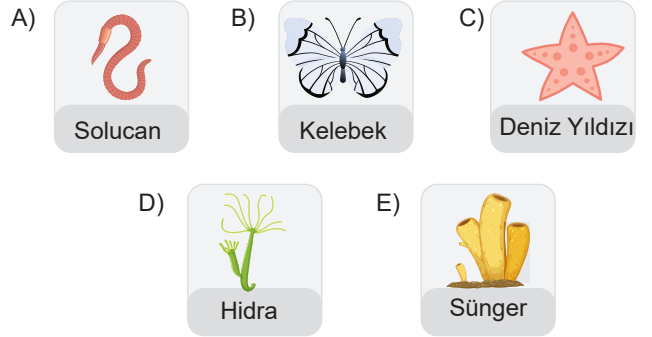 A)
Solucan
B)
Kelebek
C)
Deniz Yıldızı
D)
Hidra
E)
Sünger